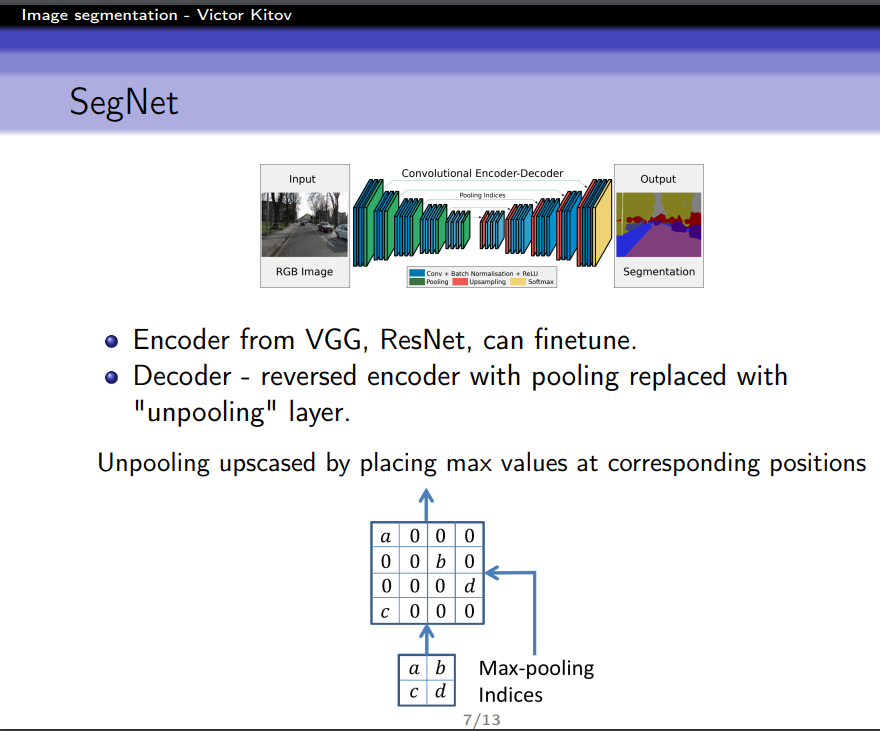 Image segmentation - Victor Kitov
SegNet
Input
RGB Image
Convolutional Encoder-Decoder
Pooling Indices
Conv + Batch Normalisation + ReLU
Pooling Upsampling Softmax
Output
Segmentation
Encoder from VGG, ResNet, can finetune.
Decoder - reversed encoder with pooling replaced with
"unpooling" layer.
Unpooling upscased by placing max values at corresponding positions
a 0 0 0
0 0 b 0
0 0 0 d
c 0 0 0
a b
c d
Max-pooling
Indices
7/13